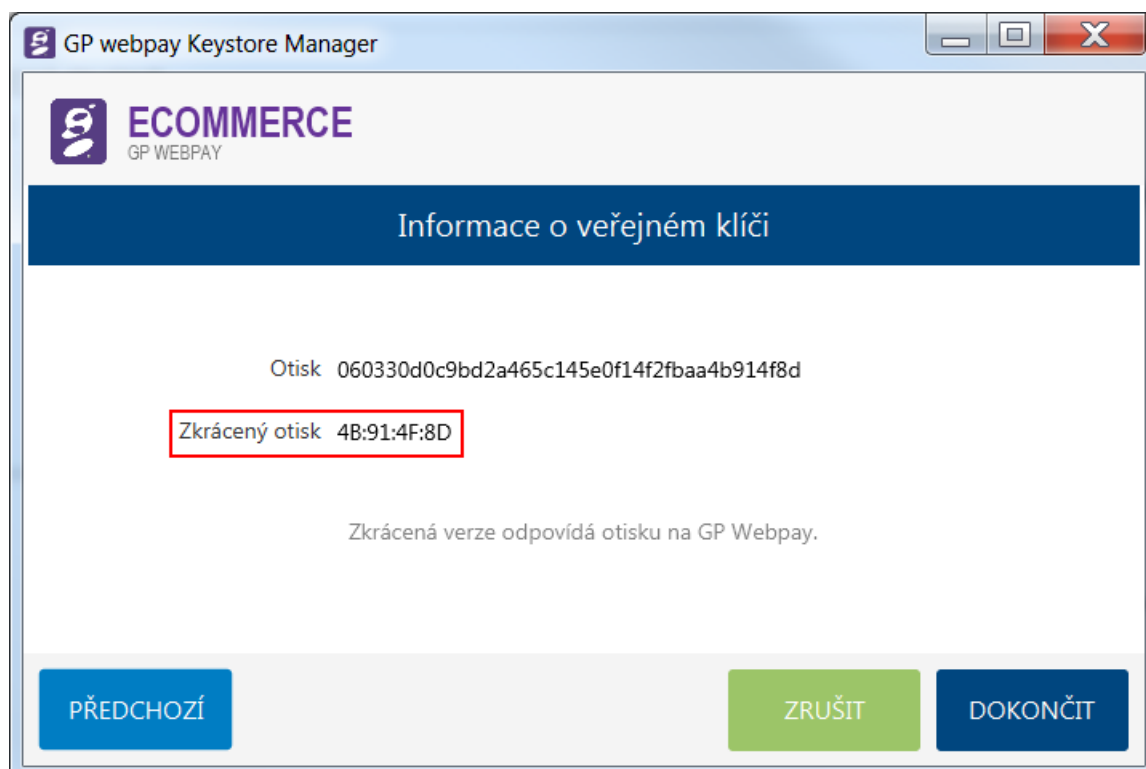 GP webpay Keystore Manager
ECOMMERCE
GP WEBPAY
Informace o veřejném klíči
Otisk 060330d0c9bd2a465c145e0f14f2fbaa4b914f8d
Zkrácený otisk 4B:91:4F:8D
Zkrácená verze odpovídá otisku na GP Webpay.
PŘEDCHOZÍ ZRUŠIT DOKONČIT